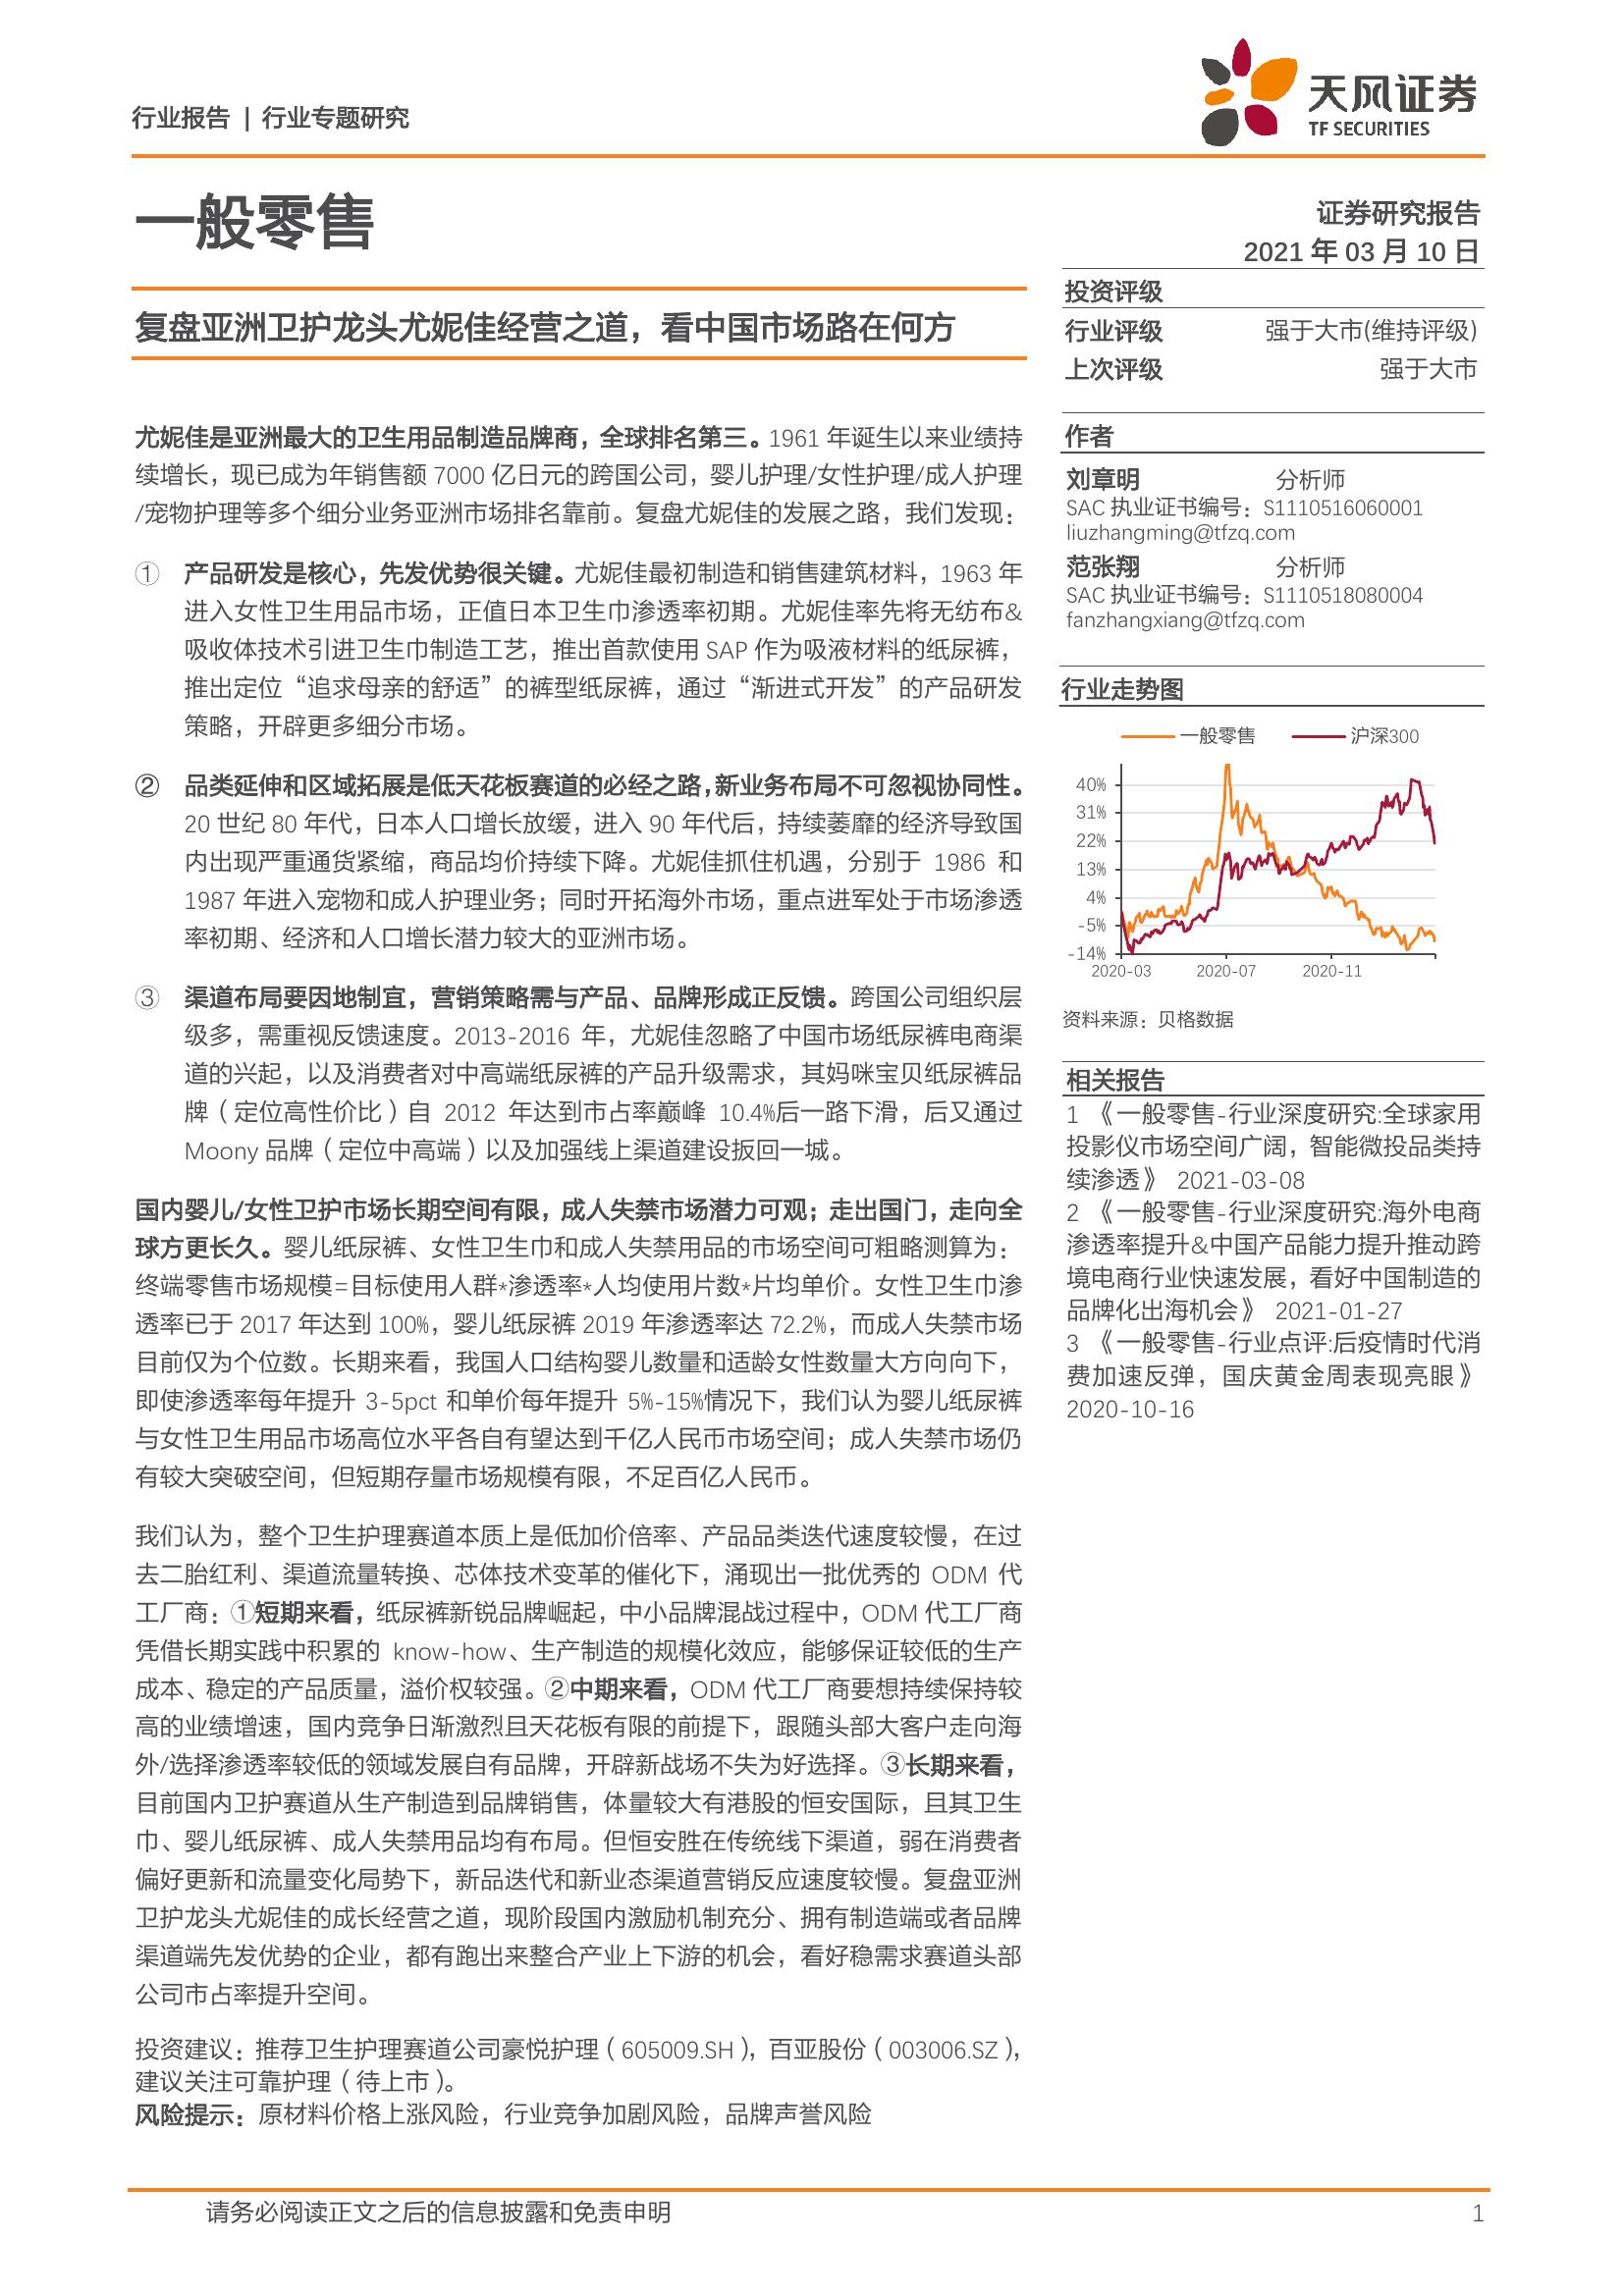 行业报告 | 行业专题研究
天风证券
TF SECURITIES
一般零售
证券研究报告
2021 年 03 月 10 日
复盘亚洲卫护龙头尤妮佳经营之道，看中国市场路在何方
尤妮佳是亚洲最大的卫生用品制造品牌商，全球排名第三。1961 年诞生以来业绩持
续增长，现已成为年销售额 7000 亿日元的跨国公司，婴儿护理/女性护理/成人护理
/宠物护理等多个细分业务亚洲市场排名靠前。复盘尤妮佳的发展之路，我们发现：
① 产品研发是核心，先发优势很关键。尤妮佳最初制造和销售建筑材料，1963 年
进入女性卫生用品市场，正值日本卫生巾渗透率初期。尤妮佳率先将无纺布&
吸收体技术引进卫生巾制造工艺，推出首款使用 SAP 作为吸液材料的纸尿裤，
推出定位“追求母亲的舒适”的裤型纸尿裤，通过“渐进式开发”的产品研发
策略，开辟更多细分市场。
② 品类延伸和区域拓展是低天花板赛道的必经之路，新业务布局不可忽视协同性。
20 世纪 80 年代，日本人口增长放缓，进入 90 年代后，持续萎靡的经济导致国
内出现严重通货紧缩，商品均价持续下降。尤妮佳抓住机遇，分别于 1986 和
1987 年进入宠物和成人护理业务；同时开拓海外市场，重点进军处于市场渗透
率初期、经济和人口增长潜力较大的亚洲市场。
③ 渠道布局要因地制宜，营销策略需与产品、品牌形成正反馈。跨国公司组织层
级多，需重视反馈速度。2013-2016 年，尤妮佳忽略了中国市场纸尿裤电商渠
道的兴起，以及消费者对中高端纸尿裤的产品升级需求，其妈咪宝贝纸尿裤品
牌（定位高性价比）自 2012 年达到市占率巅峰 10.4%后一路下滑，后又通过
Moony 品牌（定位中高端）以及加强线上渠道建设扳回一城。
国内婴儿/女性卫护市场长期空间有限，成人失禁市场潜力可观；走出国门，走向全
球方更长久。婴儿纸尿裤、女性卫生巾和成人失禁用品的市场空间可粗略测算为：
终端零售市场规模=目标使用人群*渗透率*人均使用片数*片均单价。女性卫生巾渗
透率已于 2017 年达到 100%，婴儿纸尿裤 2019 年渗透率达 72.2%，而成人失禁市场
目前仅为个位数。长期来看，我国人口结构婴儿数量和适龄女性数量大方向向下，
即使渗透率每年提升 3-5pct 和单价每年提升 5%-15%情况下，我们认为婴儿纸尿裤
与女性卫生用品市场高位水平各自有望达到千亿人民币市场空间；成人失禁市场仍
有较大突破空间，但短期存量市场规模有限，不足百亿人民币。
我们认为，整个卫生护理赛道本质上是低加价倍率、产品品类迭代速度较慢，在过
去二胎红利、渠道流量转换、芯体技术变革的催化下，涌现出一批优秀的 ODM 代
工厂商：①短期来看，纸尿裤新锐品牌崛起，中小品牌混战过程中，ODM 代工厂商
凭借长期实践中积累的 know-how、生产制造的规模化效应，能够保证较低的生产
成本、稳定的产品质量，溢价权较强。②中期来看，ODM 代工厂商要想持续保持较
高的业绩增速，国内竞争日渐激烈且天花板有限的前提下，跟随头部大客户走向海
外/选择渗透率较低的领域发展自有品牌，开辟新战场不失为好选择。③长期来看，
目前国内卫护赛道从生产制造到品牌销售，体量较大有港股的恒安国际，且其卫生
巾、婴儿纸尿裤、成人失禁用品均有布局。但恒安胜在传统线下渠道，弱在消费者
偏好更新和流量变化局势下，新品迭代和新业态渠道营销反应速度较慢。复盘亚洲
卫护龙头尤妮佳的成长经营之道，现阶段国内激励机制充分、拥有制造端或者品牌
渠道端先发优势的企业，都有跑出来整合产业上下游的机会，看好稳需求赛道头部
公司市占率提升空间。
投资建议：推荐卫生护理赛道公司豪悦护理（605009.SH），百亚股份（003006.SZ），
建议关注可靠护理（待上市）。
风险提示：原材料价格上涨风险，行业竞争加剧风险，品牌声誉风险
投资评级
行业评级 强于大市(维持评级)
上次评级 强于大市
作者
刘章明 分析师
SAC 执业证书编号：S1110516060001
liuzhangming@tfzq.com
范张翔 分析师
SAC 执业证书编号：S1110518080004
fanzhangxiang@tfzq.com
行业走势图
一般零售 沪深300
40%
31%
22%
13%
4%
-5%
-14%
2020-03 2020-07 2020-11
资料来源：贝格数据
相关报告
1 《一般零售-行业深度研究:全球家用
投影仪市场空间广阔，智能微投品类持
续渗透》 2021-03-08
2 《一般零售-行业深度研究:海外电商
渗透率提升&中国产品能力提升推动跨
境电商行业快速发展，看好中国制造的
品牌化出海机会》 2021-01-27
3 《一般零售-行业点评:后疫情时代消
费加速反弹，国庆黄金周表现亮眼》
2020-10-16
请务必阅读正文之后的信息披露和免责申明 1